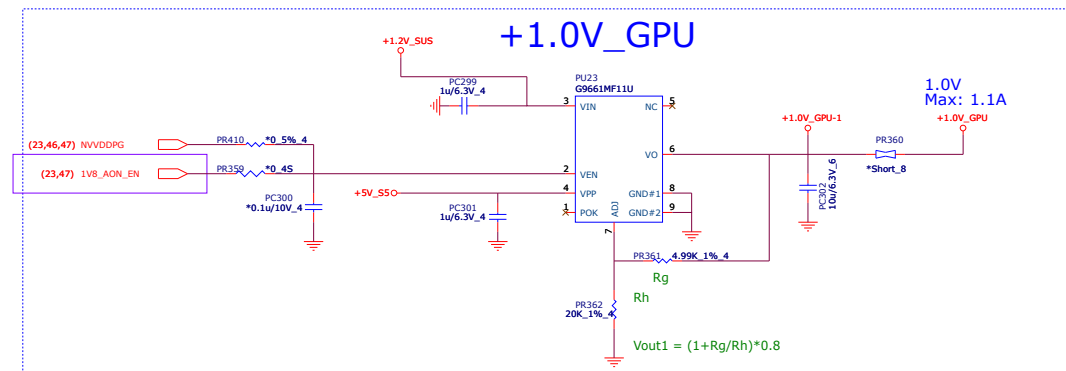 +1.0V_GPU
+1.2V_SUS
PC299
1u/6.3V_4
PU23
G9661MF11U
3 VIN
NC 5
1.0V
Max: 1.1A
+1.0V_GPU-1
+1.0V_GPU
(23,46,47) NVVDDPG
PR410 *0_5%_4
VO 6
PR360
*Short_8
(23,47) 1V8_AON_EN
PR359 *0_4S
2 VEN
PC300
*0.1u/10V_4
+5V_S5
4 VPP
GND#1 8
PC302
10u/6.3V_6
PC301
1u/6.3V_4
1 POK
GND#2 9
ADJ
7
PR361 4.99K_1%_4
Rg
Rh
PR362
20K_1%_4
Vout1 = (1+Rg/Rh)*0.8